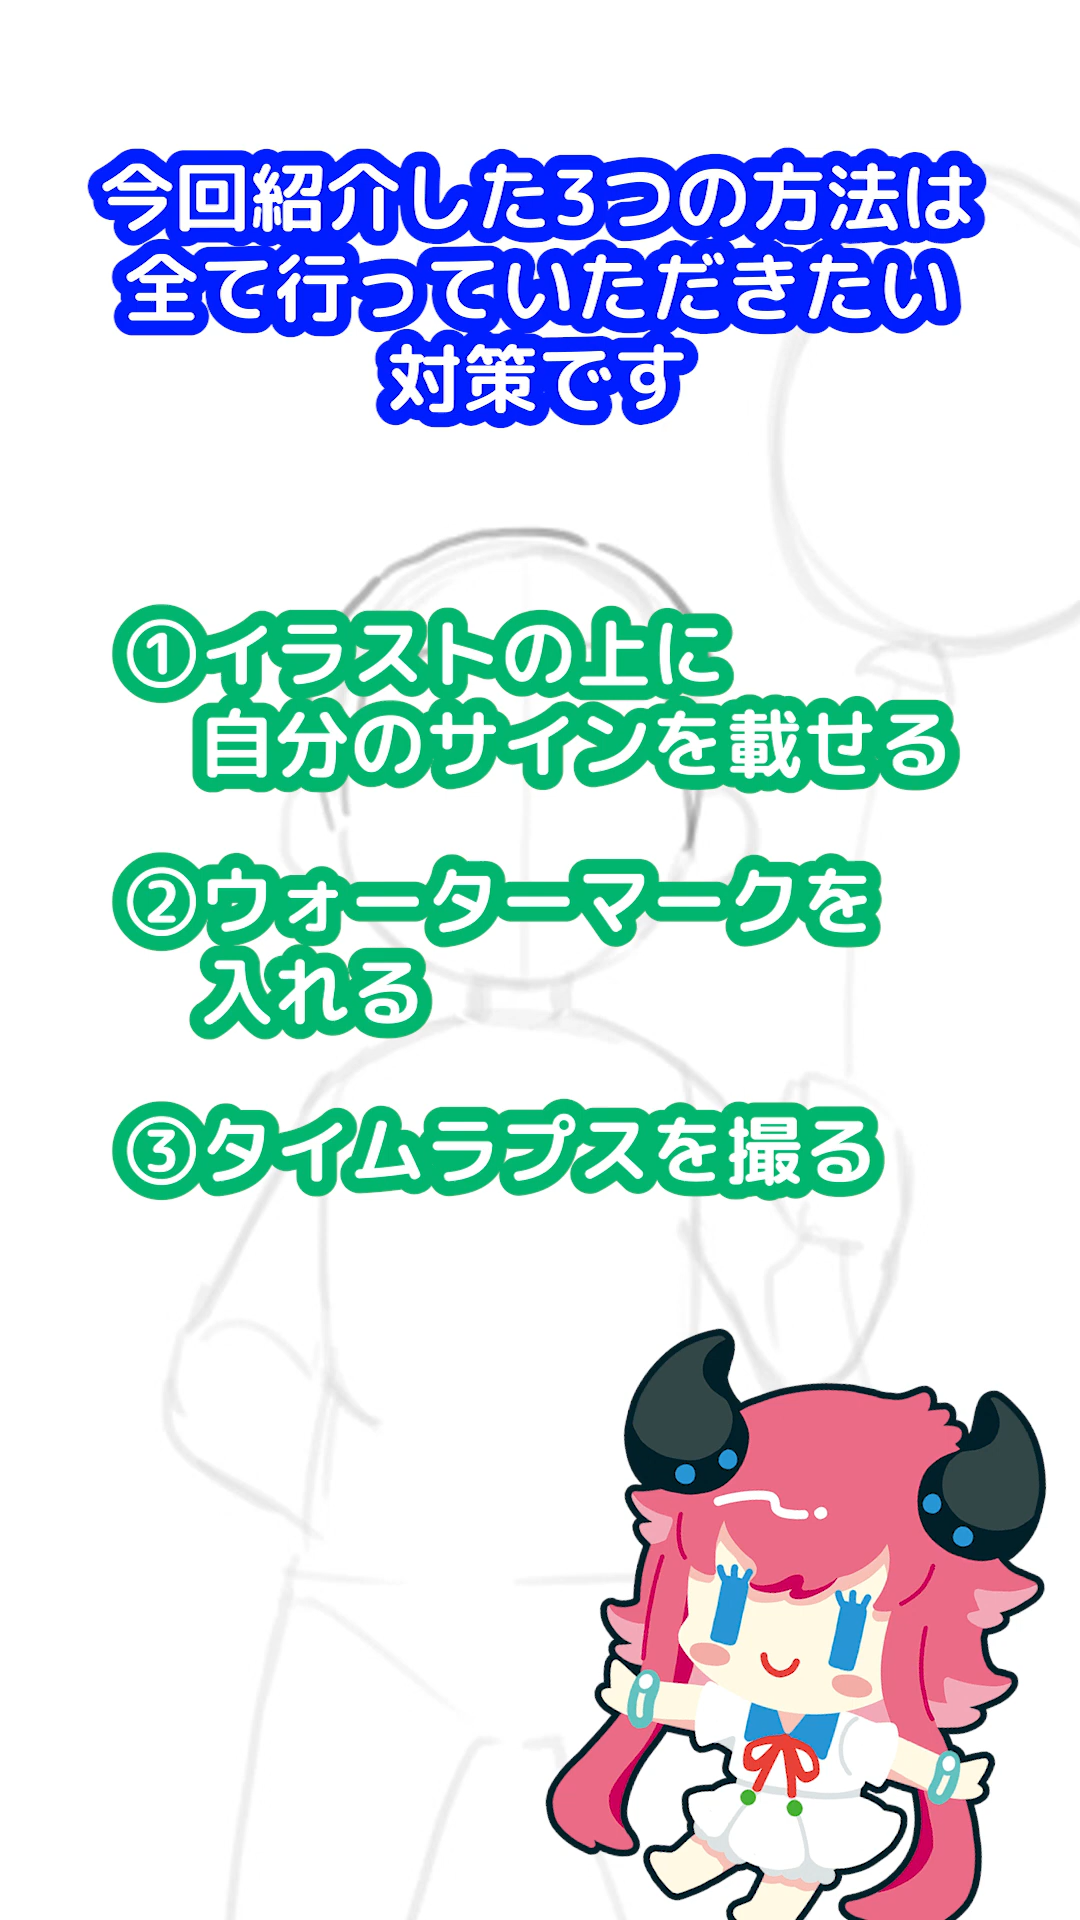 今回紹介した3つの方法は
全て行っていただきたい
対策です
①イラストの上に
自分のサインを載せる
②ウォーターマークを
入れる
③タイムラプスを撮る